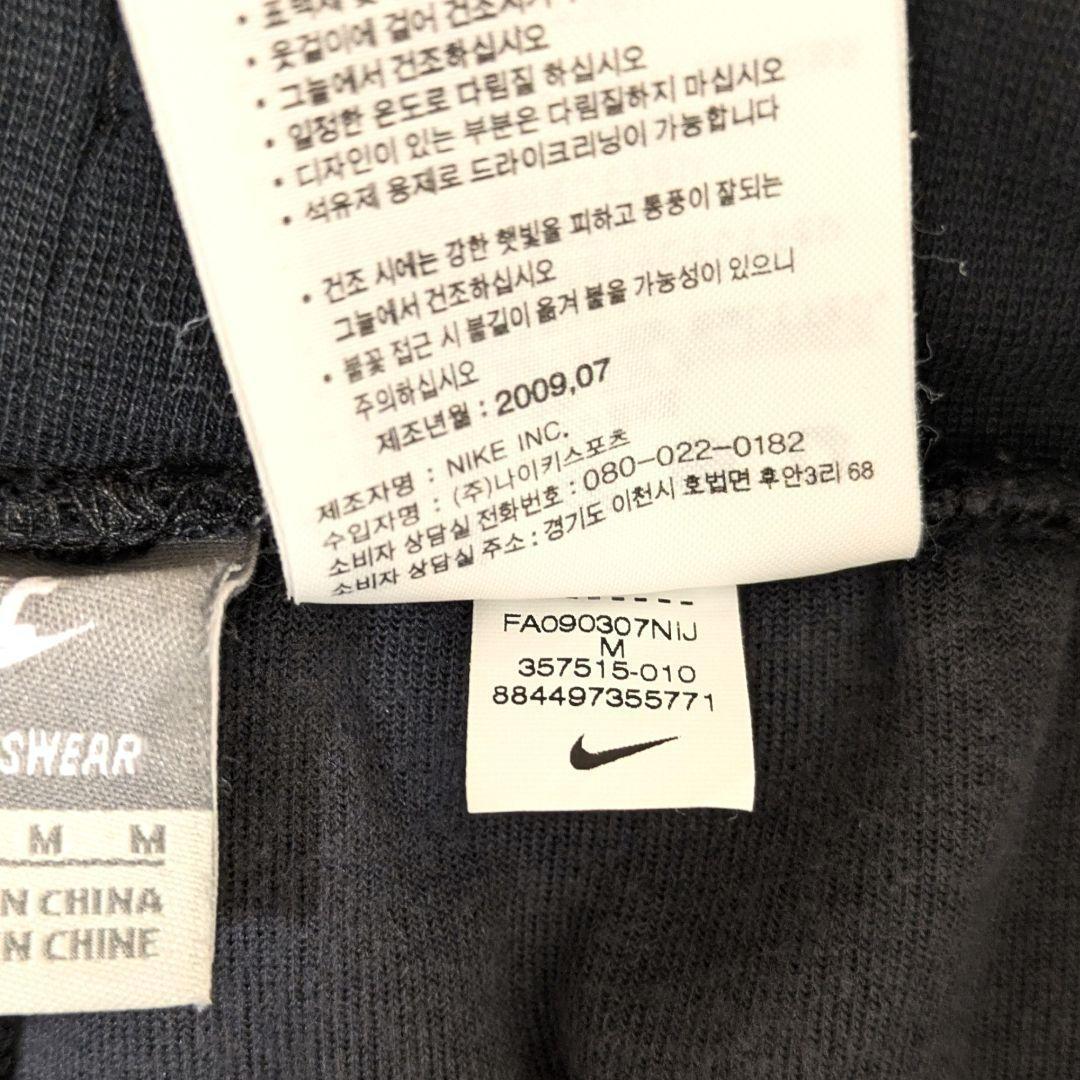 • 옷걸이에 걸어 건조시키
• 그늘에서 건조하십시오
• 일정한 온도로 다림질 하십시오
• 디자인이 있는 부분은 다림질하지 마십시오
• 석유제 용제로 드라이크리닝이 가능합니다
• 건조 시에는 강한 햇빛을 피하고 통풍이 잘되는
그늘에서 건조하십시오
• 불꽃 접근 시 불길이 옮겨 붙을 가능성이 있으니
주의하십시오
제조년월 : 2009,07
제조자명 : NIKE INC.
수입자명 : (주)나이키스포츠
소비자 상담실 전화번호 : 080-022-0182
소비자 상담실 주소 : 경기도 이천시 호법면 후안3리 68
FA090307NIJ
M
357515-010
884497355771
SWEAR
M M
N CHINA
N CHINE